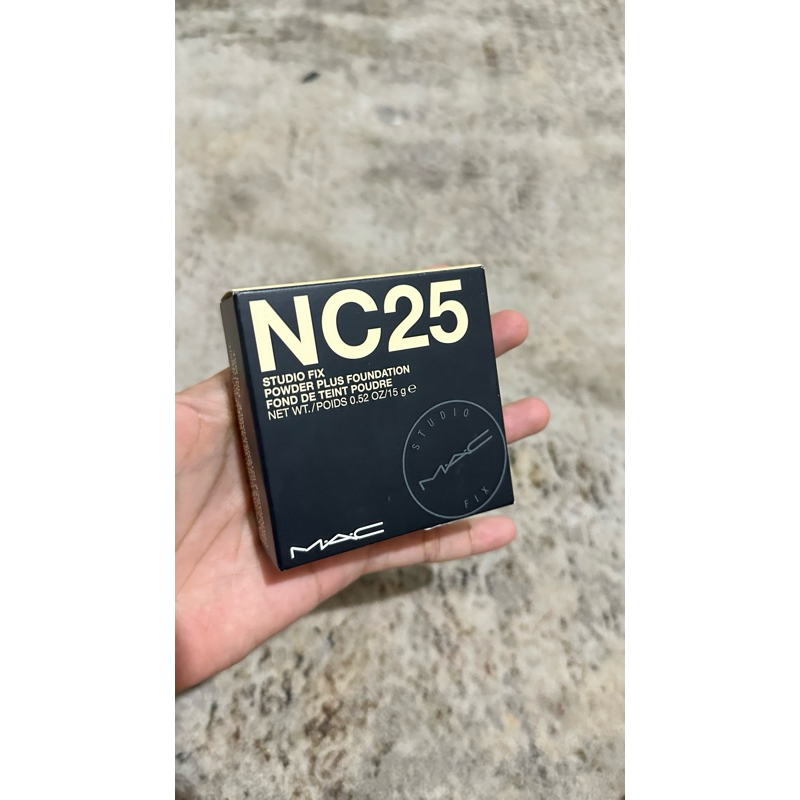 NC25
STUDIO FIX
POWDER PLUS FOUNDATION
FOND DE TEINT POUDRE
NET WT./POIDS 0.52 OZ/15 g ℮
STUDIO
M·A·C
FIX
M·A·C